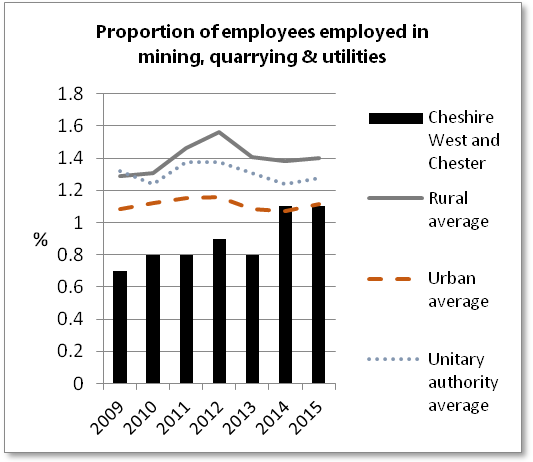 Proportion of employees employed in
mining, quarrying & utilities
1.8
1.6
1.4
1.2
1
0.8
0.6
0.4
0.2
0
%
2009
2010
2011
2012
2013
2014
2015
Cheshire
West and
Chester
Rural
average
Urban
average
Unitary
authority
average